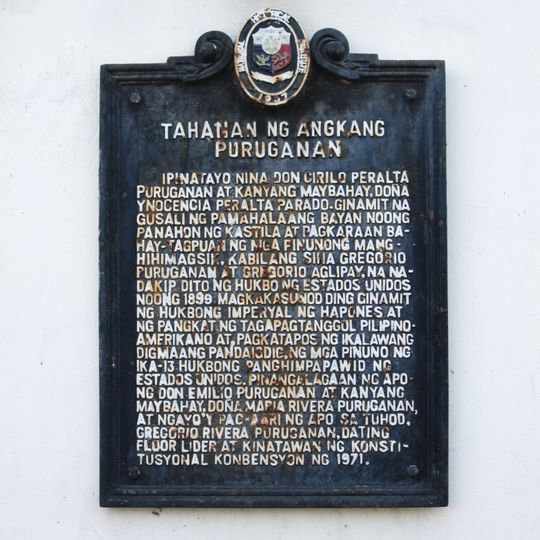 1937
TAHANAN NG ANGKANG
PURUGANAN
IPINATAYO NINA DON CIRILO PERALTA
PURUGANAN AT KANYANG MAYBAHAY, DOÑA
YNOCENCIA PERALTA PARADO. GINAMIT NA
GUSALI NG PAMAHALAANG BAYAN NOONG
PANAHON NG KASTILA AT PAGKARAAN BA-
HAY-TAGPUAN NG MGA PINUNONG MANG-
HIHIMAGSIK, KABILANG SINA GREGORIO
PURUGANAN AT GREGORIO AGLIPAY, NA NA-
DAKIP DITO NG HUKBO NG ESTADOS UNIDOS
NOONG 1899. MAGKAKASUNOD DING GINAMIT
NG HUKBONG IMPERYAL NG HAPONES AT
NG PANGKAT NG TAGAPAGTANGGOL PILIPINO-
AMERIKANO AT, PAGKATAPOS NG IKALAWANG
DIGMAANG PANDAIGDIG, NG MGA PINUNO NG
IKA-13 HUKBONG PANGHIMPAPAWID NG
ESTADOS UNIDOS. PINANGALAGAAN NG APO-
NG DON EMILIO PURUGANAN AT KANYANG
MAYBAHAY, DOÑA MARIA RIVERA PURUGANAN,
AT NGAYO'Y PAG-AARI NG APO SA TUHOD,
GREGORIO RIVERA PURUGANAN, DATING
FLOOR LIDER AT KINATAWAN NG KONSTI-
TUSYONAL KONBENSYON NG 1971.